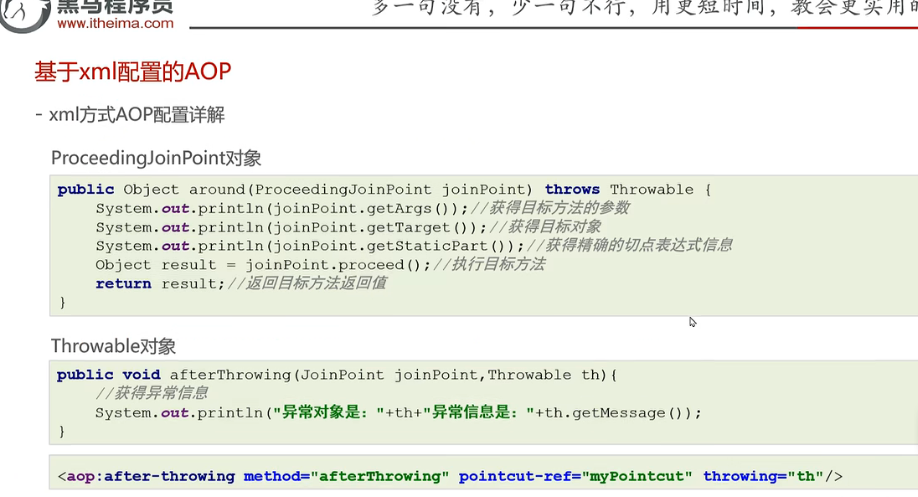 黑马程序员
www.itheima.com
多一句没有，少一句不行，用更短时间，教会更实用的
基于xml配置的AOP
- xml方式AOP配置详解
ProceedingJoinPoint对象
public Object around(ProceedingJoinPoint joinPoint) throws Throwable {
System.out.println(joinPoint.getArgs());//获得目标方法的参数
System.out.println(joinPoint.getTarget());//获得目标对象
System.out.println(joinPoint.getStaticPart());//获得精确的切点表达式信息
Object result = joinPoint.proceed();//执行目标方法
return result;//返回目标方法返回值
}
Throwable对象
public void afterThrowing(JoinPoint joinPoint,Throwable th){
//获得异常信息
System.out.println("异常对象是："+th+"异常信息是："+th.getMessage());
}
<aop:after-throwing method="afterThrowing" pointcut-ref="myPointcut" throwing="th"/>